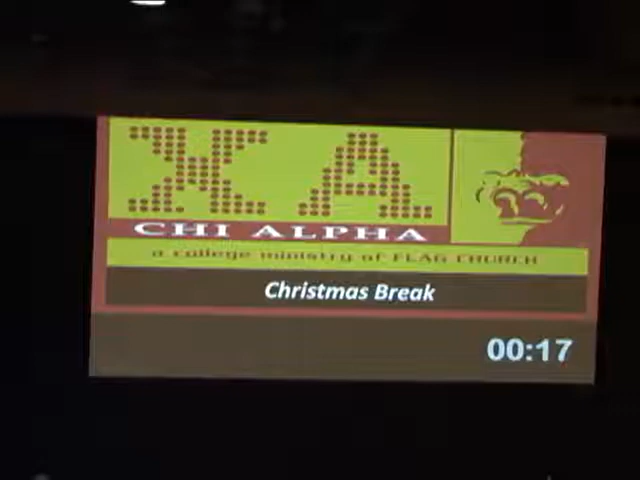 XA
CHI ALPHA
a college ministry of FLAG CHURCH
Christmas Break
00:17